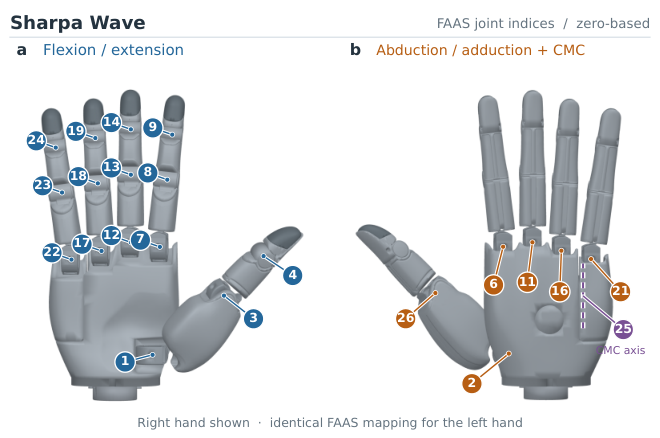 Sharpa Wave
FAAS joint indices / zero-based
a Flexion / extension
b Abduction / adduction + CMC
24 19 14 9
23 18 13 8
22 17 12 7
4
3
1
6 11 16 21
26
25
CMC axis
2
Right hand shown · identical FAAS mapping for the left hand